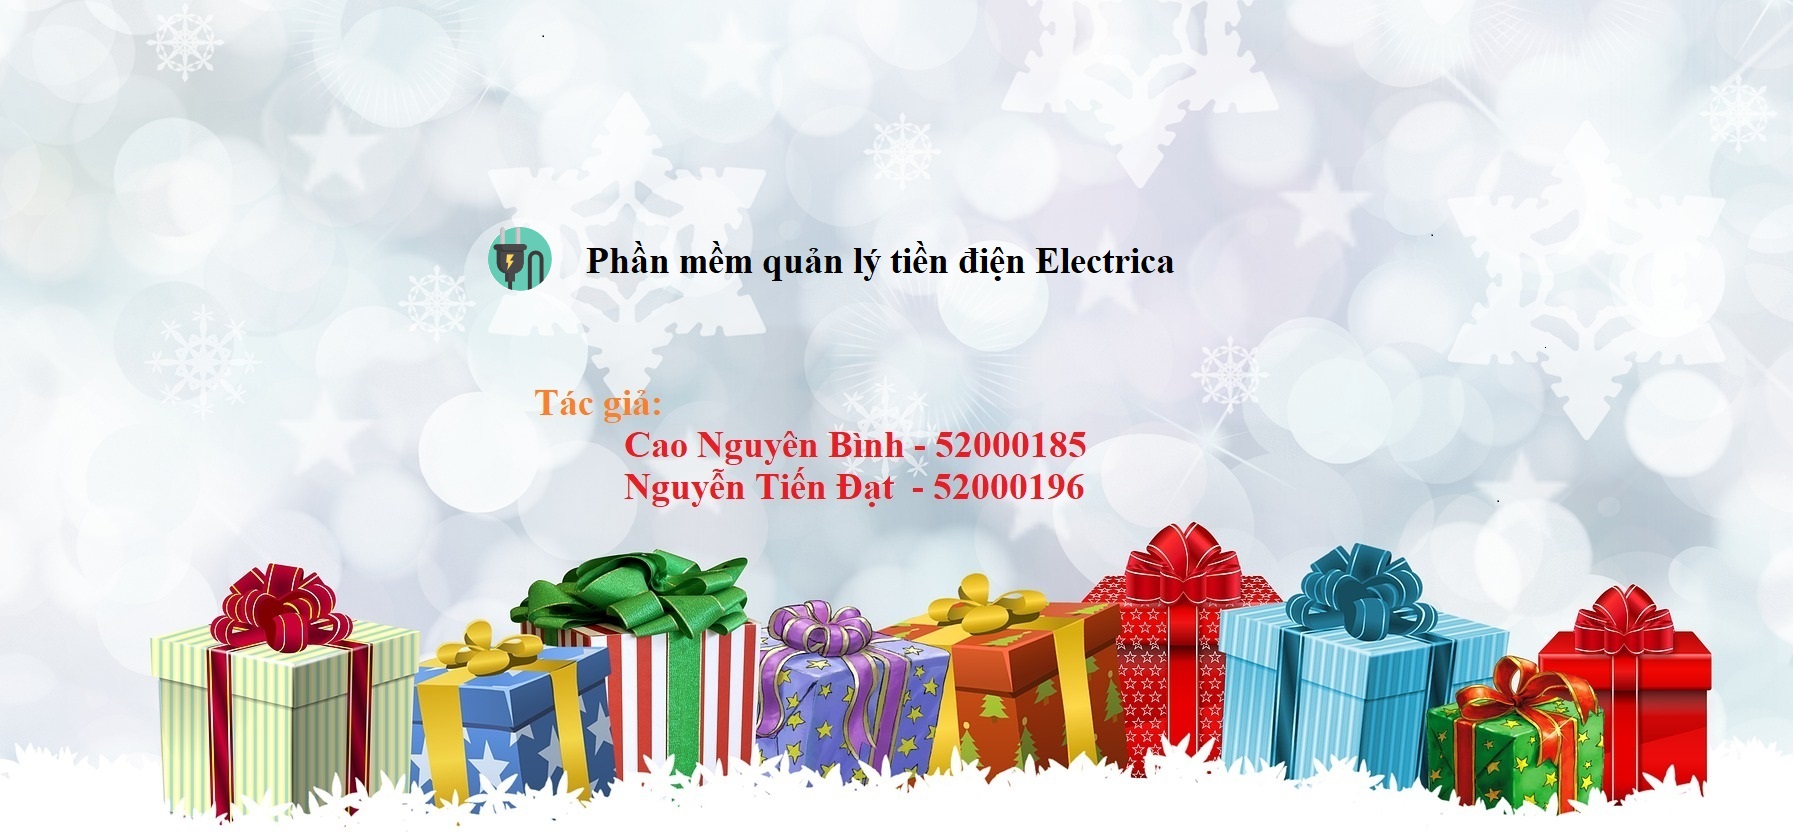 Phần mềm quản lý tiền điện Electrica
Tác giả:
Cao Nguyên Bình - 52000185
Nguyễn Tiến Đạt - 52000196